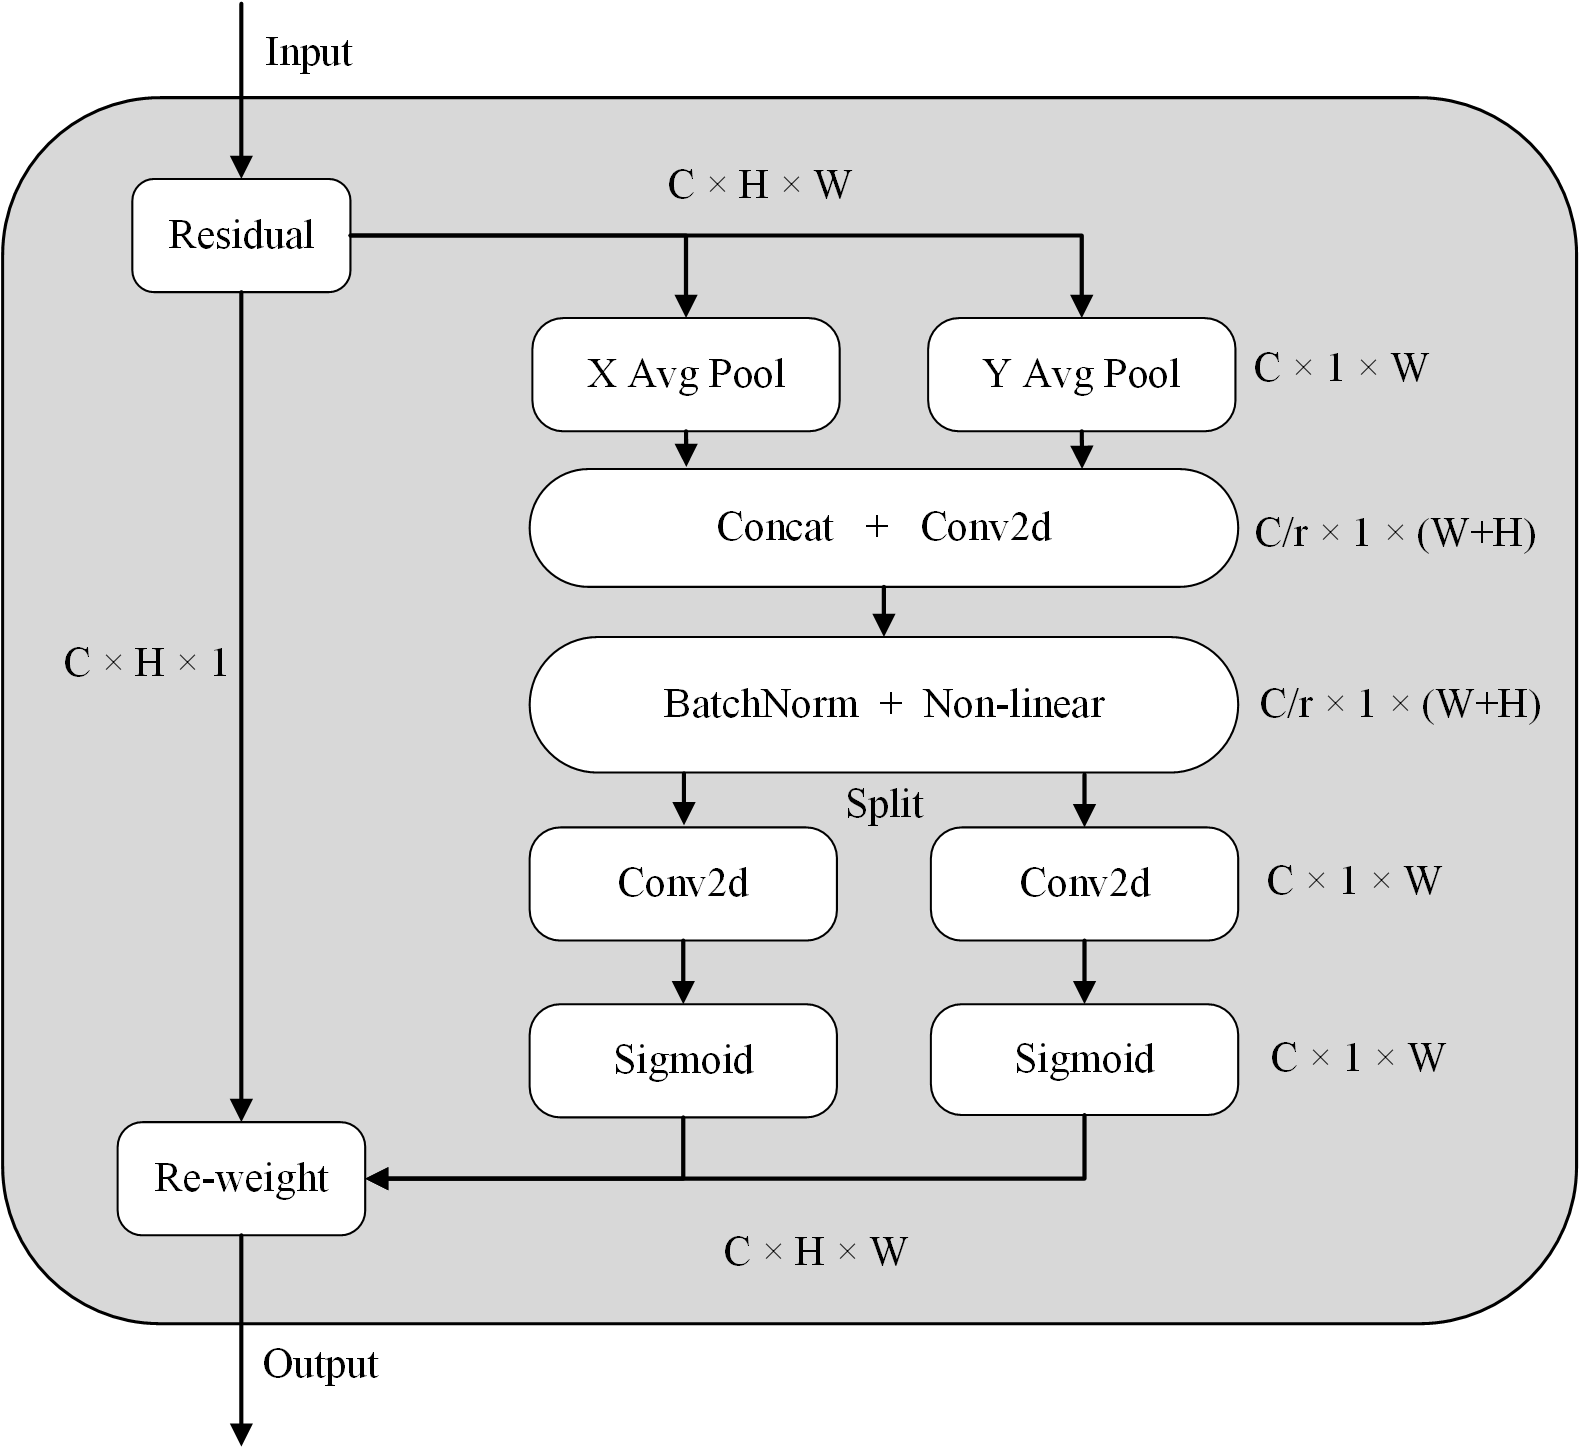 Input
C × H × W
Residual
X Avg Pool
Y Avg Pool
C × 1 × W
Concat + Conv2d
C/r × 1 × (W+H)
C × H × 1
BatchNorm + Non-linear
C/r × 1 × (W+H)
Split
Conv2d
Conv2d
C × 1 × W
Sigmoid
Sigmoid
C × 1 × W
Re-weight
C × H × W
Output